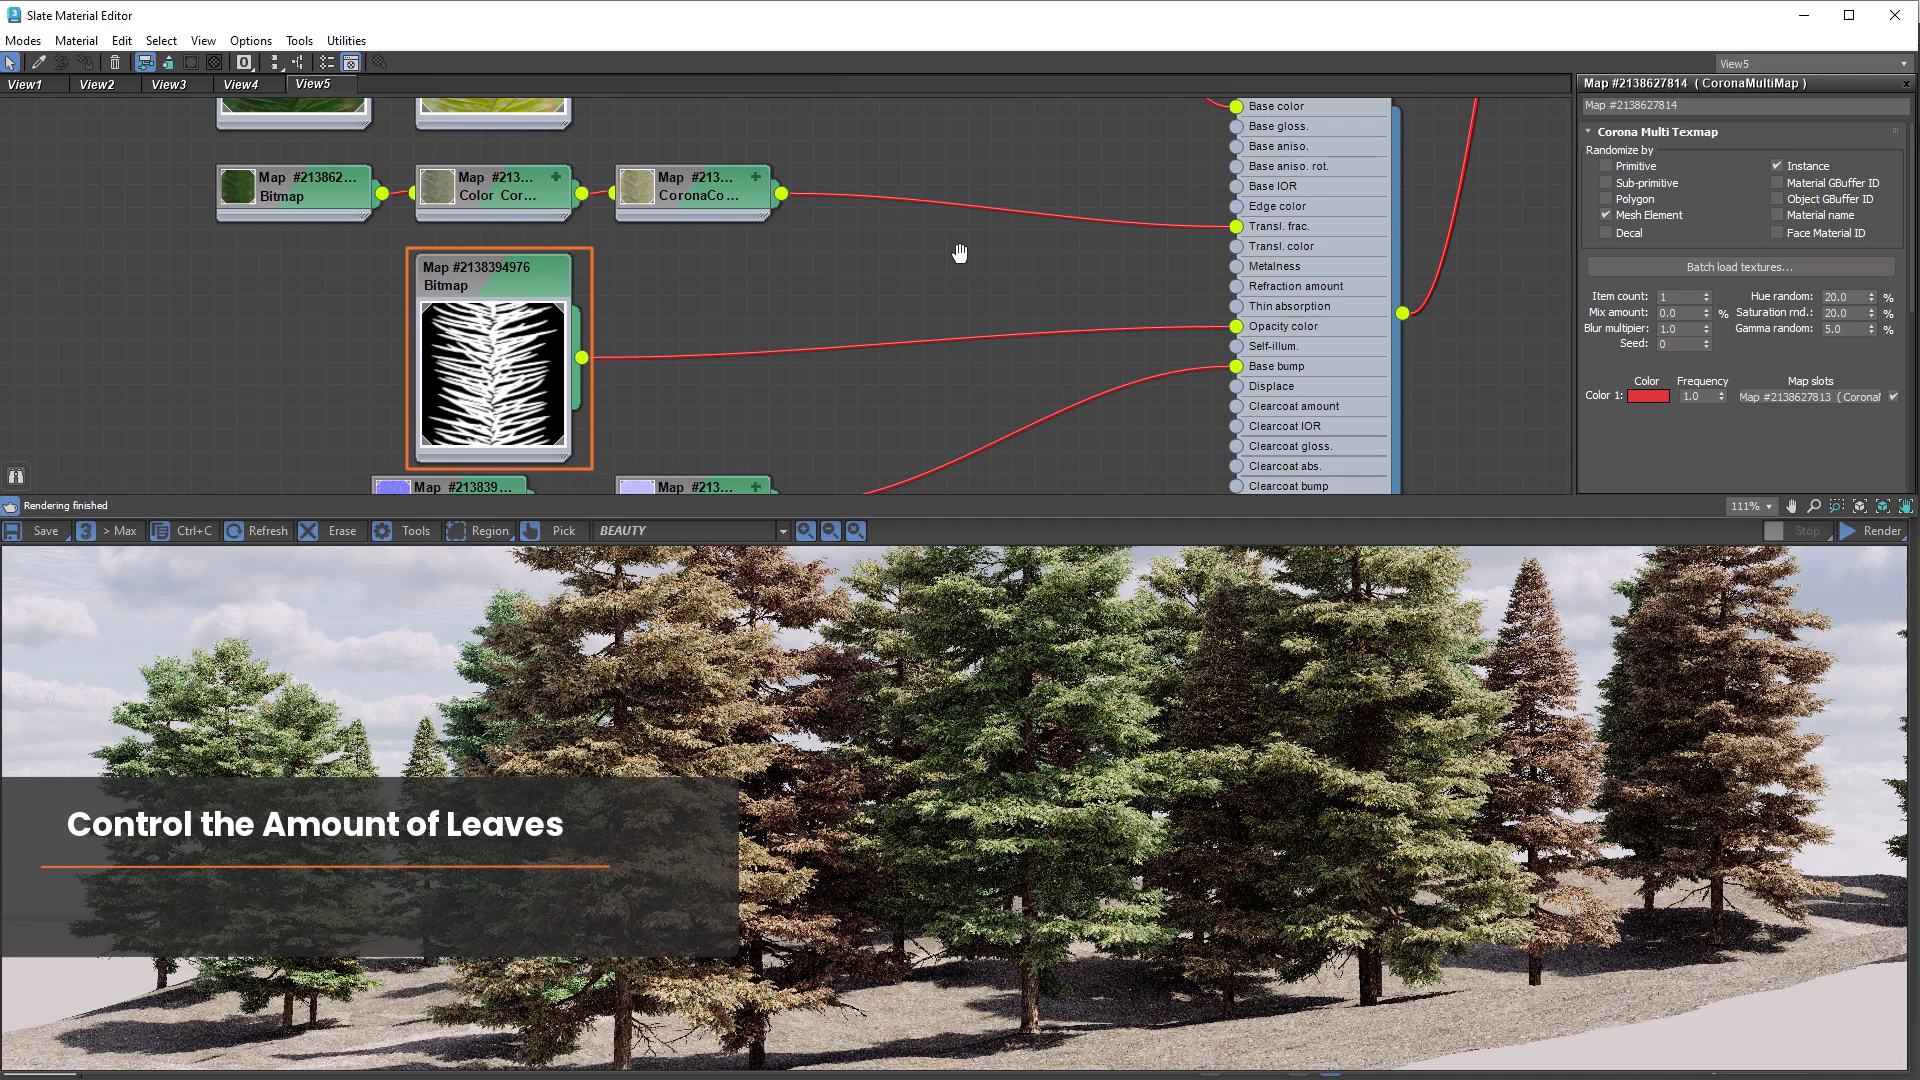 Slate Material Editor
Modes Material Edit Select View Options Tools Utilities
View5
View1 View2 View3 View4 View5
Map #2138627814 ( CoronaMultiMap )
Map #2138627814
Corona Multi Texmap
Randomize by
Primitive
Instance
Sub-primitive
Material GBuffer ID
Polygon
Object GBuffer ID
Mesh Element
Material name
Decal
Face Material ID
Batch load textures...
Item count: 1
Hue random: 20.0 %
Mix amount: 0.0 %
Saturation rnd.: 20.0 %
Blur multipier: 1.0
Gamma random: 5.0 %
Seed: 0
Color Frequency Map slots
Color 1: 1.0 Map #2138627813 (Coronal
Map #213862...
Bitmap
Map #213...
Color Cor...
Map #213...
CoronaCo...
Map #2138394976
Bitmap
Map #213839...
Map #213...
Base color
Base gloss.
Base aniso.
Base aniso. rot.
Base IOR
Edge color
Transl. frac.
Transl. color
Metalness
Refraction amount
Thin absorption
Opacity color
Self-illum.
Base bump
Displace
Clearcoat amount
Clearcoat IOR
Clearcoat gloss.
Clearcoat abs.
Clearcoat bump
Rendering finished
111%
Save 3 > Max Ctrl+C Refresh Erase Tools Region Pick BEAUTY Stop Render
Control the Amount of Leaves